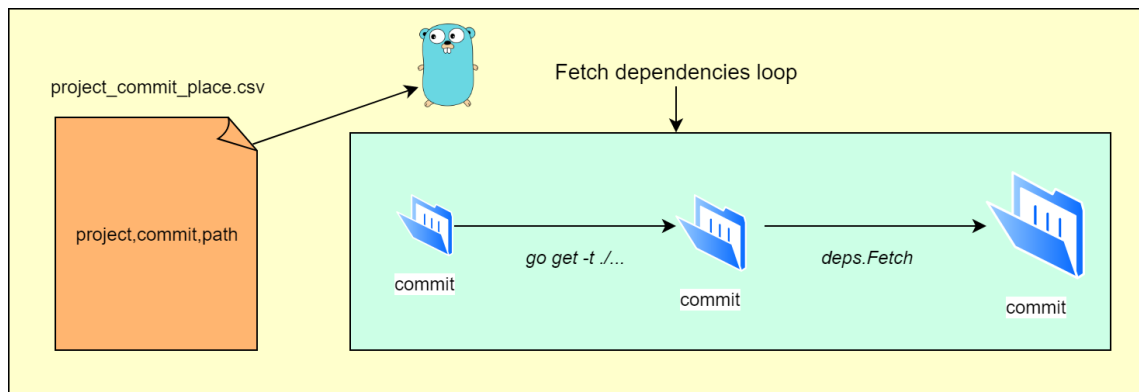 project_commit_place.csv
project,commit,path
Fetch dependencies loop
commit
go get -t ./...
commit
deps.Fetch
commit